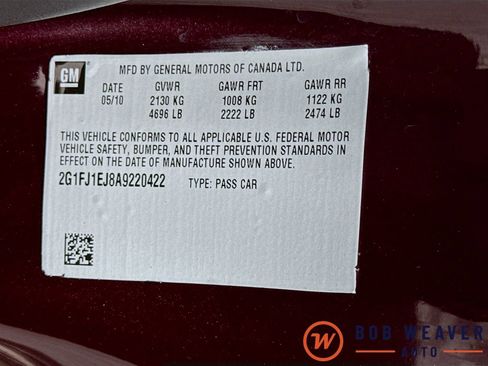 GM
MFD BY GENERAL MOTORS OF CANADA LTD.
DATE GVWR GAWR FRT GAWR RR
05/10 2130 KG 1008 KG 1122 KG
4696 LB 2222 LB 2474 LB
THIS VEHICLE CONFORMS TO ALL APPLICABLE U.S. FEDERAL MOTOR
VEHICLE SAFETY, BUMPER, AND THEFT PREVENTION STANDARDS IN
EFFECT ON THE DATE OF MANUFACTURE SHOWN ABOVE.
2G1FJ1EJ8A9220422 TYPE: PASS CAR
W BOB WEAVER
AUTO